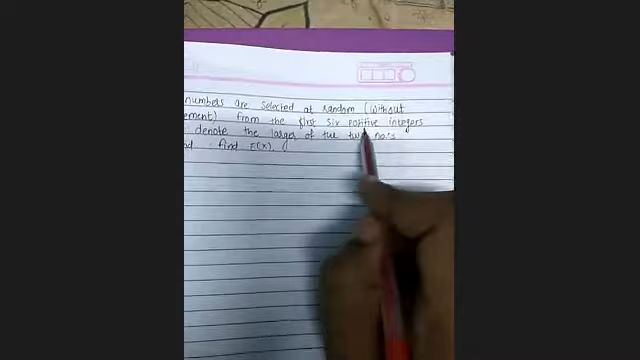 numbers are selected at random (without
ement) from the first six positive integers
denote the larger of the two no.'s
find E(X).